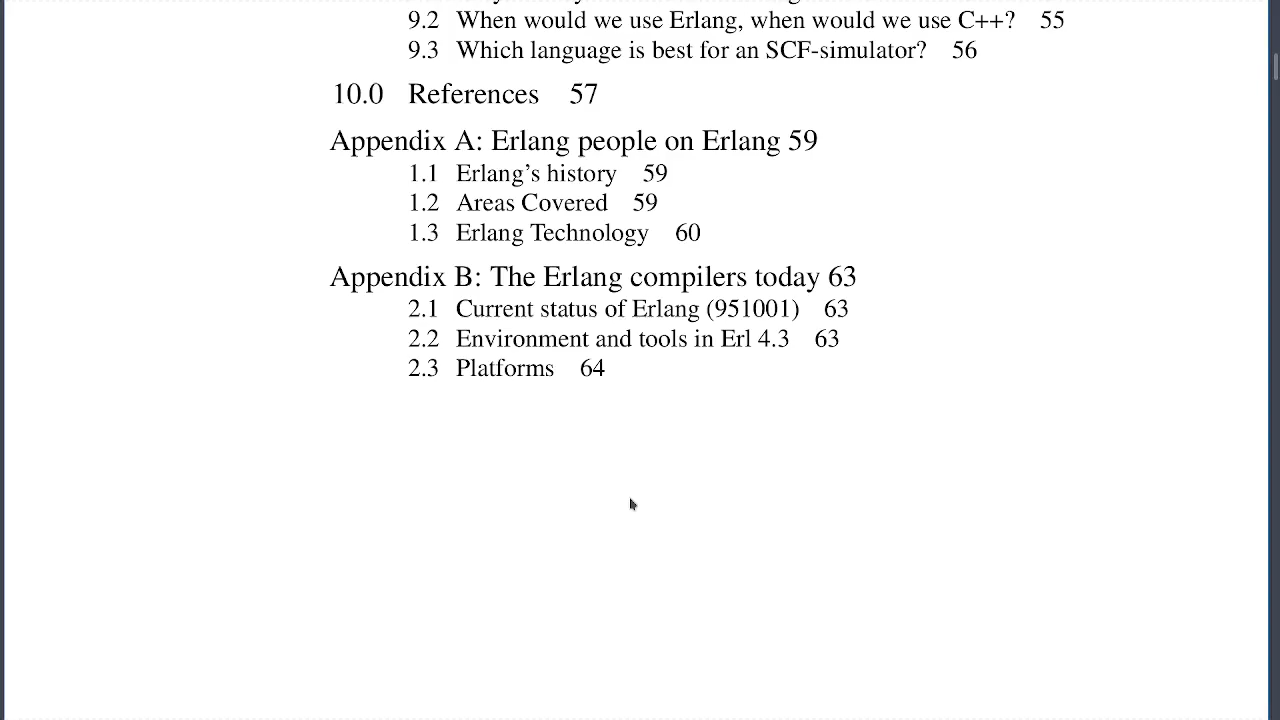 9.2 When would we use Erlang, when would we use C++? 55
9.3 Which language is best for an SCF-simulator? 56
10.0 References 57
Appendix A: Erlang people on Erlang 59
1.1 Erlang's history 59
1.2 Areas Covered 59
1.3 Erlang Technology 60
Appendix B: The Erlang compilers today 63
2.1 Current status of Erlang (951001) 63
2.2 Environment and tools in Erl 4.3 63
2.3 Platforms 64